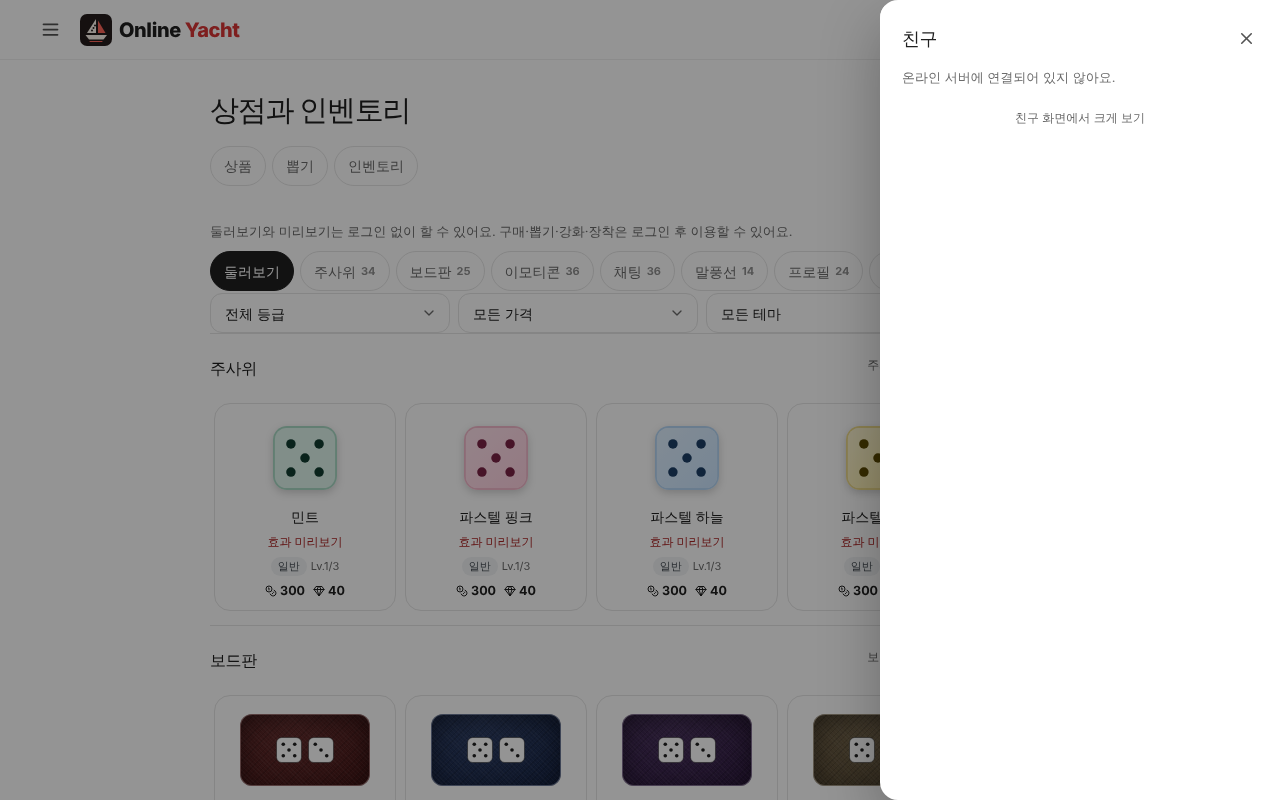 Online Yacht
상점과 인벤토리
상품 뽑기 인벤토리
둘러보기와 미리보기는 로그인 없이 할 수 있어요. 구매·뽑기·강화·장착은 로그인 후 이용할 수 있어요.
둘러보기 주사위 34 보드판 25 이모티콘 36 채팅 36 말풍선 14 프로필 24
전체 등급 모든 가격 모든 테마
주사위 주
민트 파스텔 핑크 파스텔 하늘 파스텔
효과 미리보기 효과 미리보기 효과 미리보기 효과 미리
일반 Lv.1/3 일반 Lv.1/3 일반 Lv.1/3 일반
300 40 300 40 300 40 300
보드판 보
친구
온라인 서버에 연결되어 있지 않아요.
친구 화면에서 크게 보기